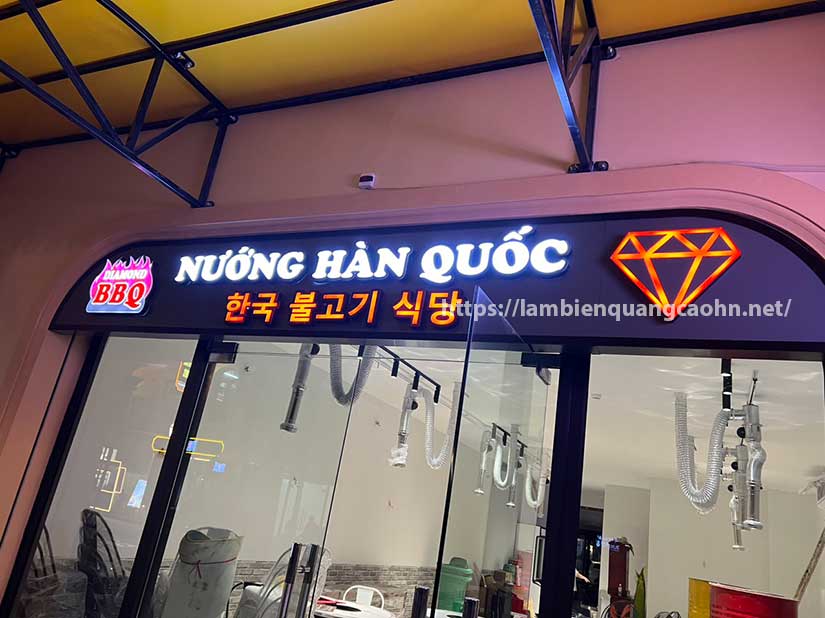 DIAMOND
BBQ
NƯỚNG HÀN QUỐC
한국 불고기 식당
https://lambienquangcaohn.net/